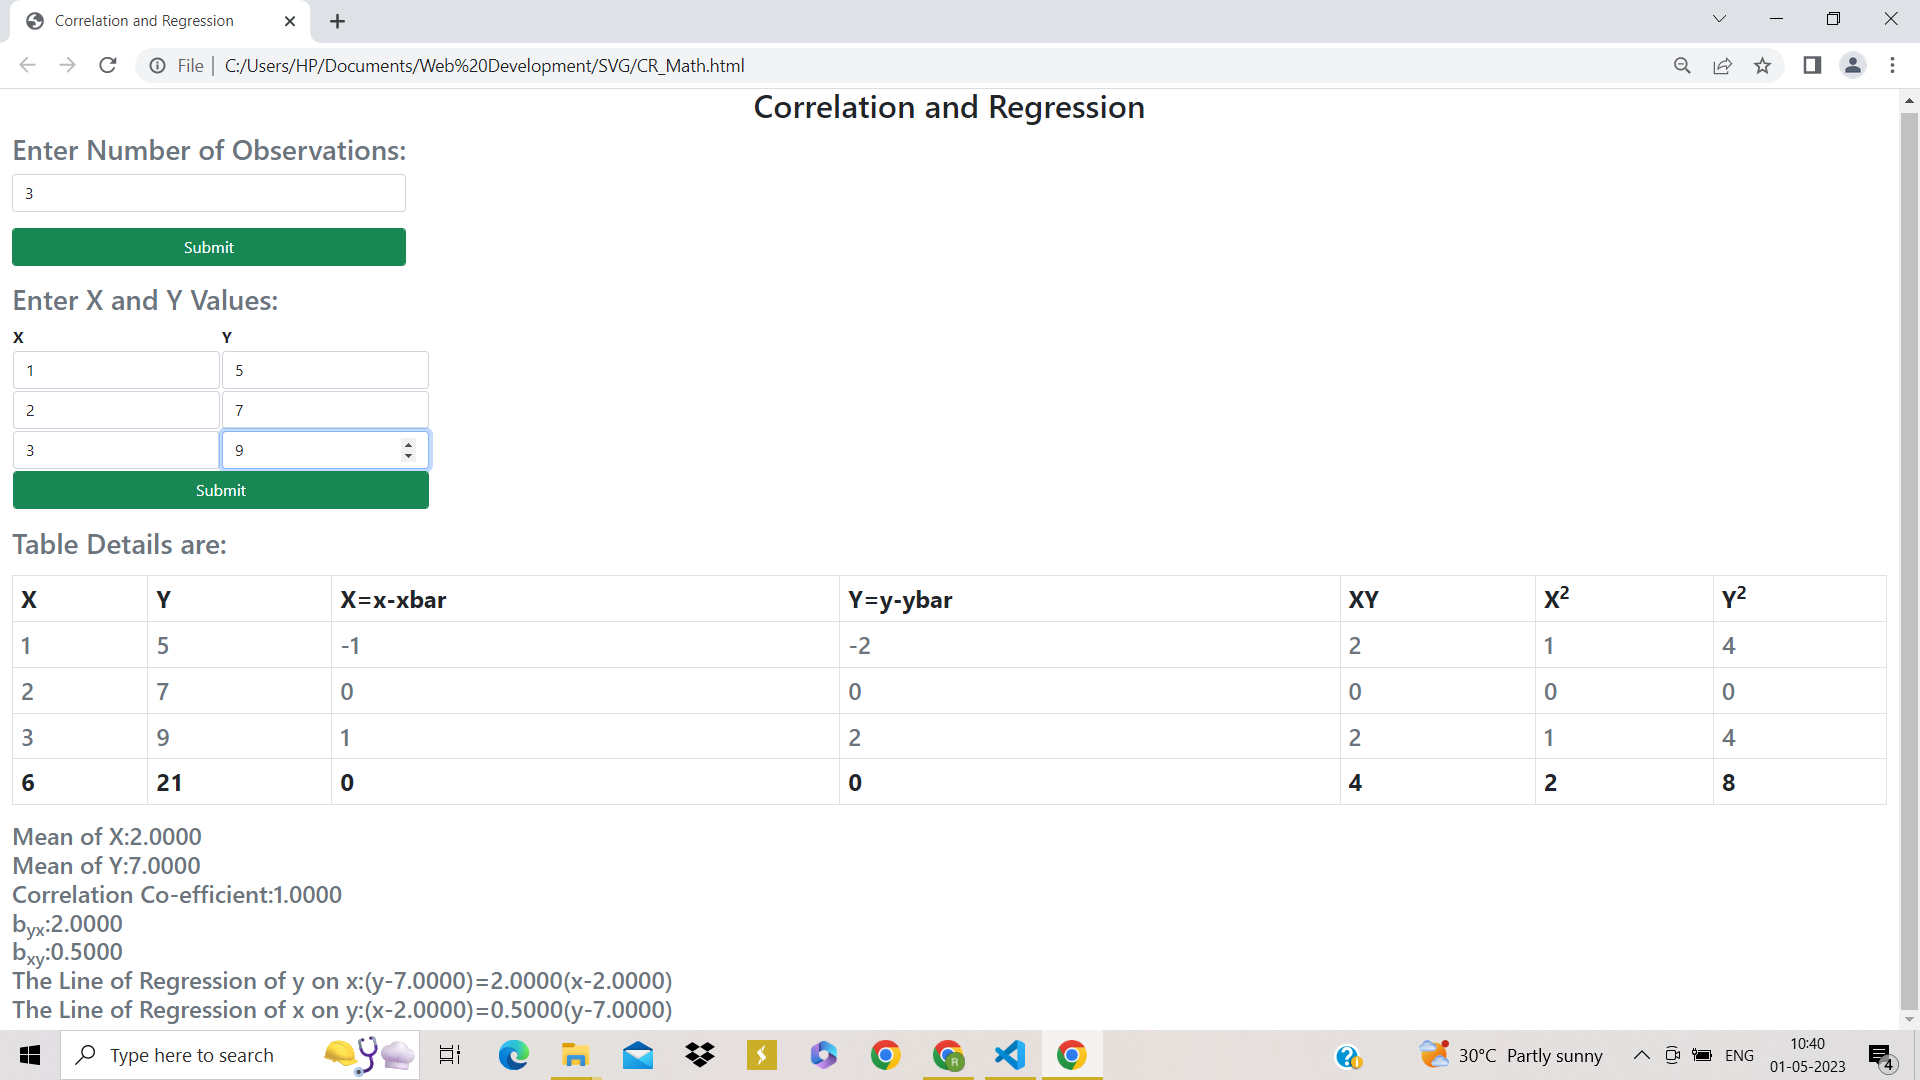 Correlation and Regression
File | C:/Users/HP/Documents/Web%20Development/SVG/CR_Math.html
Correlation and Regression
Enter Number of Observations:
3
Submit
Enter X and Y Values:
X Y
1 5
2 7
3 9
Submit
Table Details are:
X Y X=x-xbar Y=y-ybar XY X² Y²
1 5 -1 -2 2 1 4
2 7 0 0 0 0 0
3 9 1 2 2 1 4
6 21 0 0 4 2 8
Mean of X:2.0000
Mean of Y:7.0000
Correlation Co-efficient:1.0000
byx:2.0000
bxy:0.5000
The Line of Regression of y on x:(y-7.0000)=2.0000(x-2.0000)
The Line of Regression of x on y:(x-2.0000)=0.5000(y-7.0000)
Type here to search
R
30°C Partly sunny
ENG
10:40
01-05-2023
4